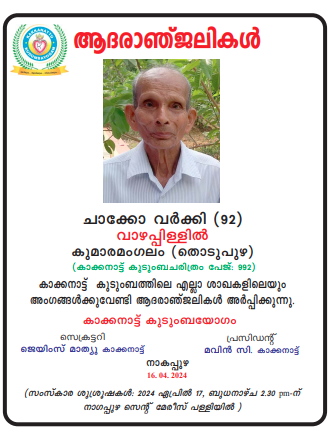 ആദരാഞ്ജലികൾ
ചാക്കോ വർക്കി (92)
വാഴപ്പിള്ളിൽ
കുമാരമംഗലം (തൊടുപുഴ)
(കാക്കനാട്ട് കുടുംബചരിത്രം പേജ്: 992)
കാക്കനാട്ട് കുടുംബത്തിലെ എല്ലാ ശാഖകളിലെയും
അംഗങ്ങൾക്കുവേണ്ടി ആദരാഞ്ജലികൾ അർപ്പിക്കുന്നു.
കാക്കനാട്ട് കുടുംബയോഗം
സെക്രട്ടറി
ജെയിംസ് മാത്യു കാക്കനാട്ട്
പ്രസിഡന്റ്
മവിൻ സി. കാക്കനാട്ട്
നാകപ്പുഴ
16. 04. 2024
(സംസ്കാര ശുശ്രൂഷകൾ: 2024 ഏപ്രിൽ 17, ബുധനാഴ്ച 2.30 pm-ന്
നാഗപ്പുഴ സെന്റ് മേരീസ് പള്ളിയിൽ )